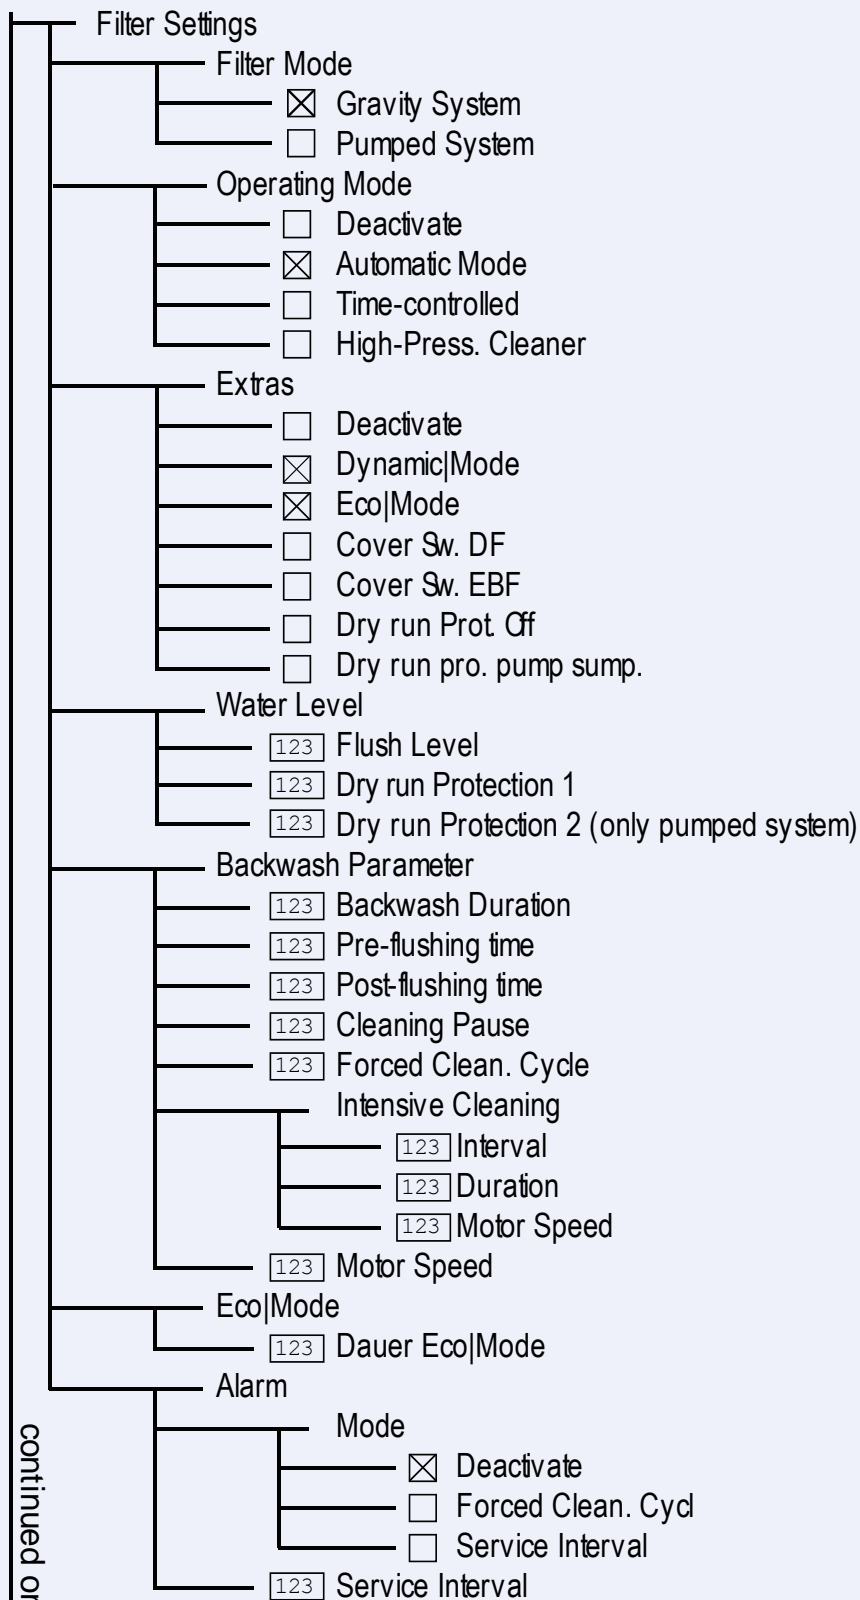 Filter Settings
Filter Mode
Gravity System
Pumped System
Operating Mode
Deactivate
Automatic Mode
Time-controlled
High-Press. Cleaner
Extras
Deactivate
Dynamic|Mode
Eco|Mode
Cover Sw. DF
Cover Sw. EBF
Dry run Prot. Off
Dry run pro. pump sump.
Water Level
123 Flush Level
123 Dry run Protection 1
123 Dry run Protection 2 (only pumped system)
Backwash Parameter
123 Backwash Duration
123 Pre-flushing time
123 Post-flushing time
123 Cleaning Pause
123 Forced Clean. Cycle
Intensive Cleaning
123 Interval
123 Duration
123 Motor Speed
123 Motor Speed
Eco|Mode
123 Dauer Eco|Mode
Alarm
Mode
Deactivate
Forced Clean. Cycl
Service Interval
123 Service Interval
continued on